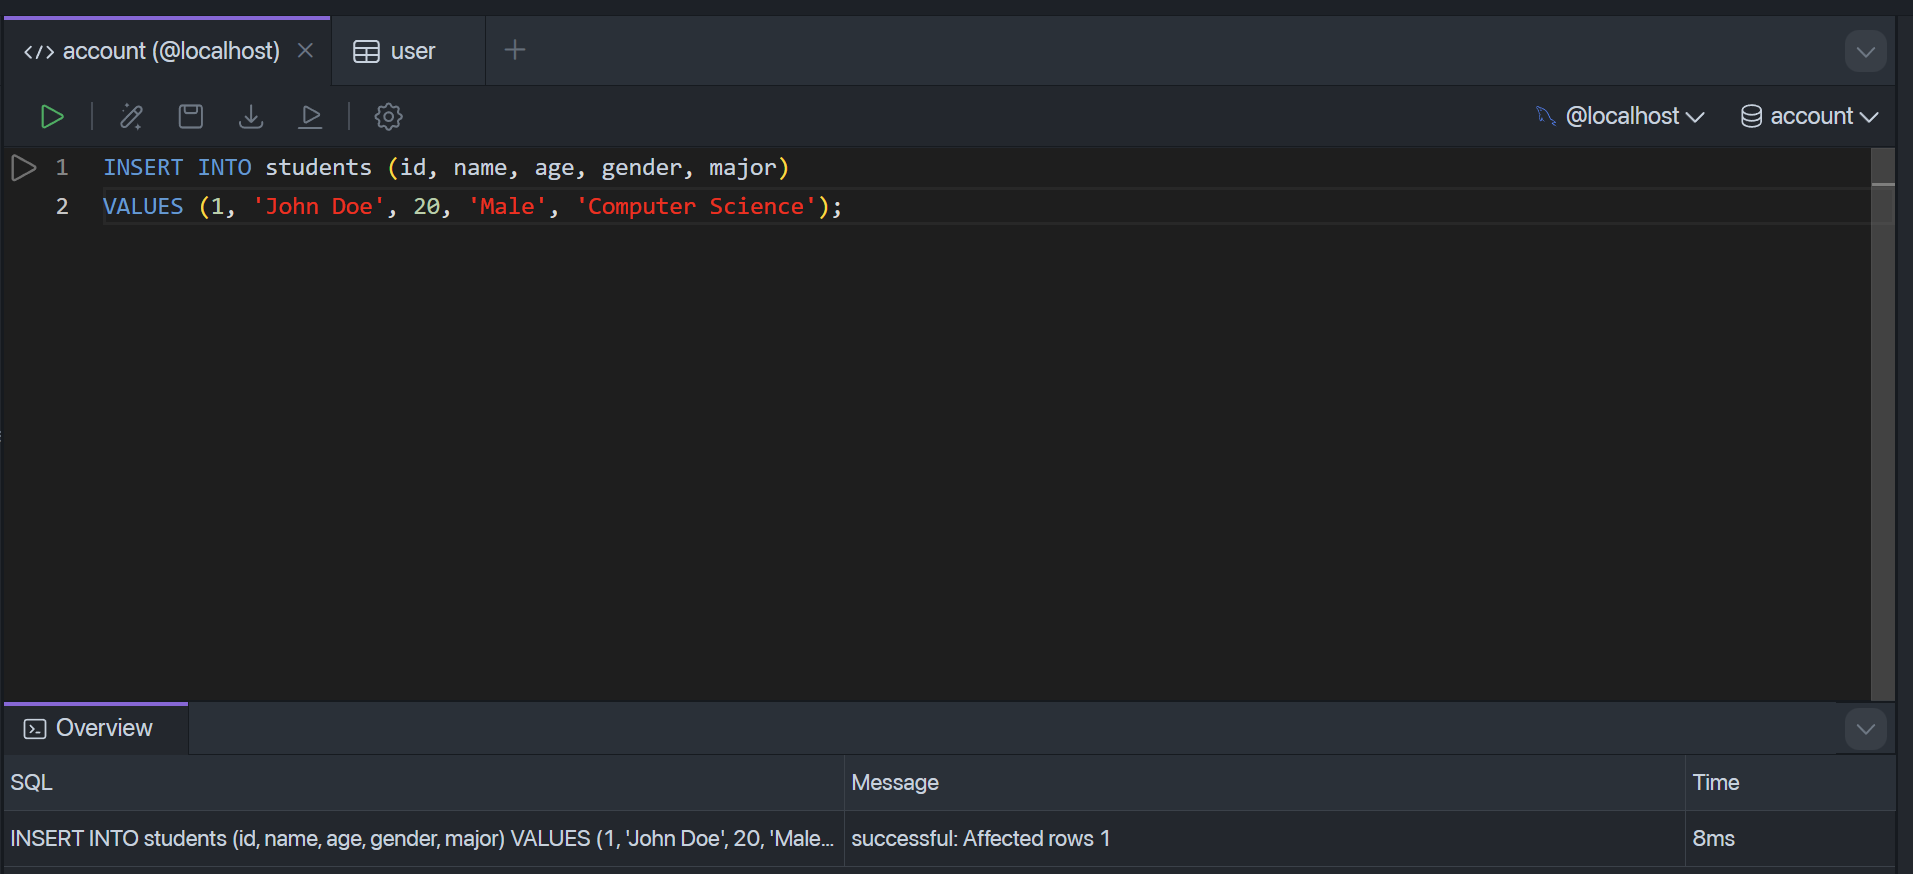 </> account (@localhost)
user
@localhost
account
1 INSERT INTO students (id, name, age, gender, major)
2 VALUES (1, 'John Doe', 20, 'Male', 'Computer Science');
Overview
SQL Message Time
INSERT INTO students (id, name, age, gender, major) VALUES (1, 'John Doe', 20, 'Male... successful: Affected rows 1 8ms